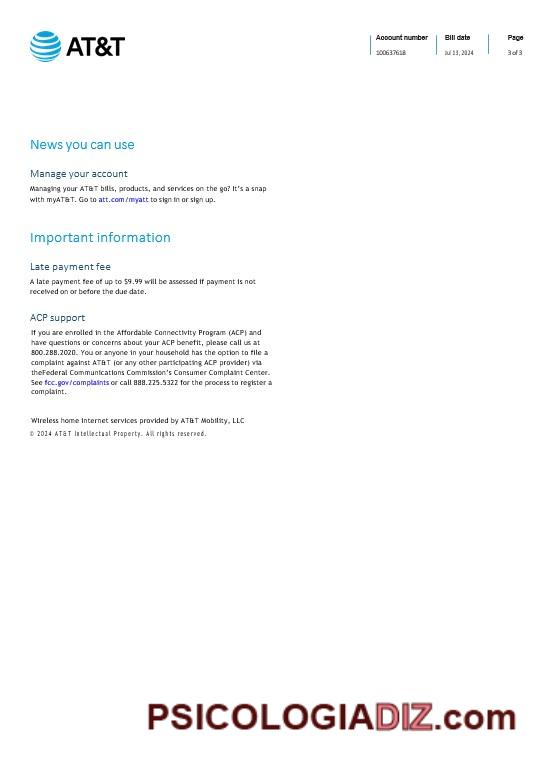 AT&T
Account number
Bill date
Page
100637618
Jul 13, 2024
3 of 3
News you can use
Manage your account
Managing your AT&T bills, products, and services on the go? It's a snap
with myAT&T. Go to att.com/myatt to sign in or sign up.
Important information
Late payment fee
A late payment fee of up to $9.99 will be assessed if payment is not
received on or before the due date.
ACP support
If you are enrolled in the Affordable Connectivity Program (ACP) and
have questions or concerns about your ACP benefit, please call us at
800.288.2020. You or anyone in your household has the option to file a
complaint against AT&T (or any other participating ACP provider) via
theFederal Communications Commission's Consumer Complaint Center.
See fcc.gov/complaints or call 888.225.5322 for the process to register a
complaint.
Wireless home internet services provided by AT&T Mobility, LLC
© 2024 AT&T Intellectual Property. All rights reserved.
PSICOLOGIADIZ.com